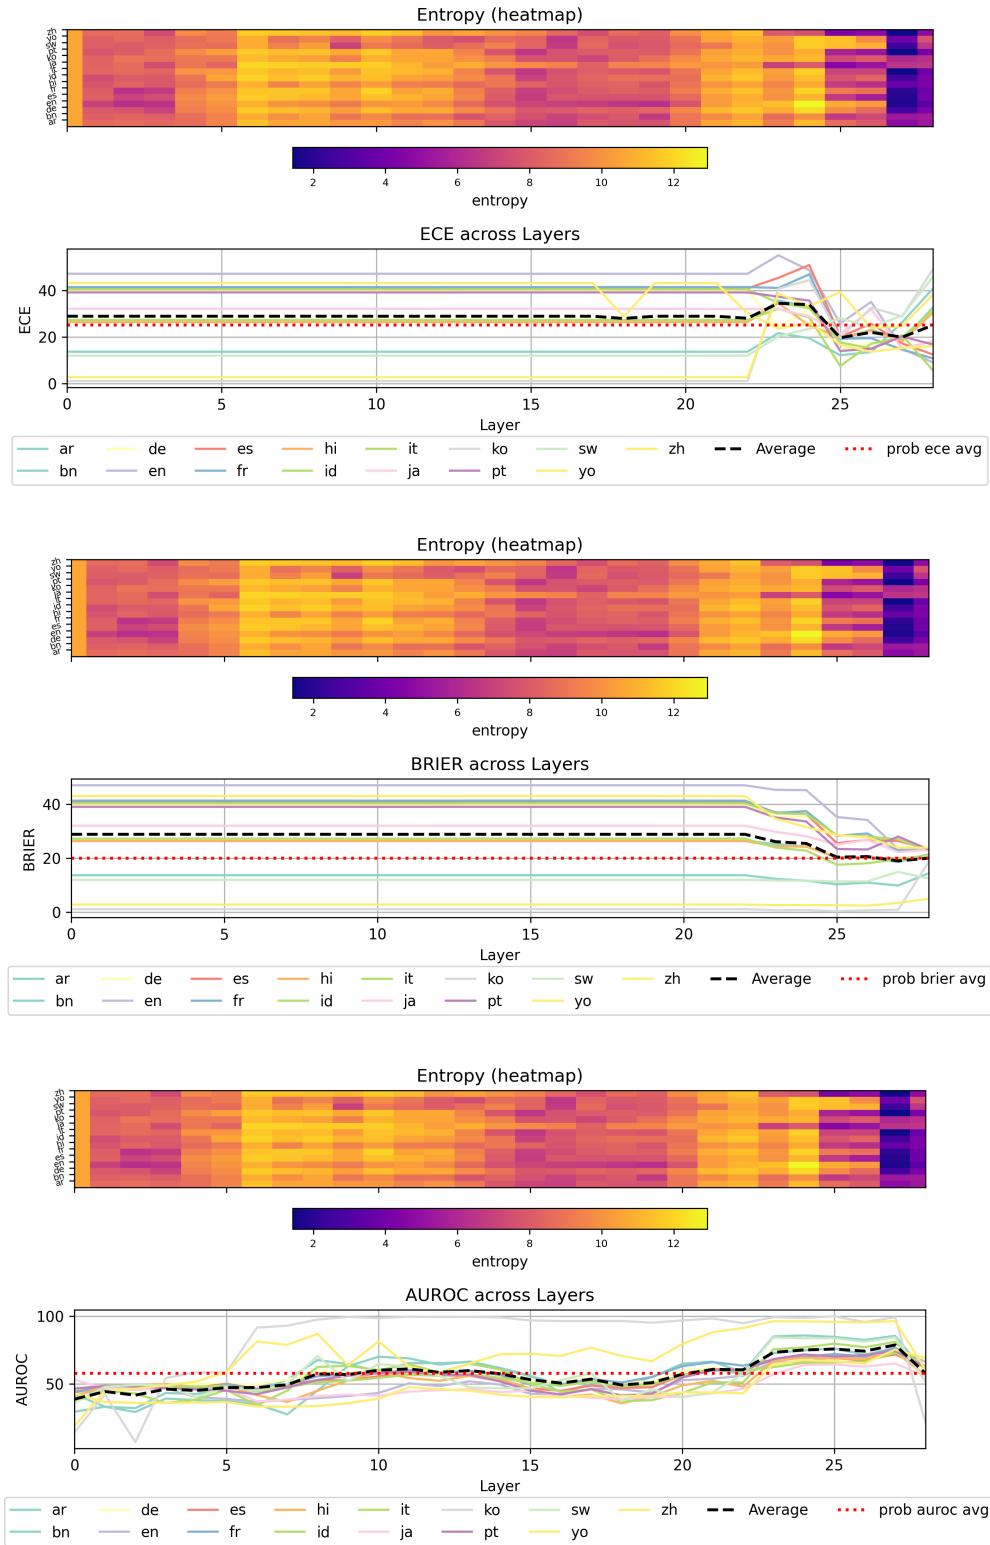 Entropy (heatmap)
2 4 6 8 10 12
entropy
ECE across Layers
ECE
40
20
0
0 5 10 15 20 25
Layer
ar de es hi it ko sw zh Average prob ece avg
bn en fr id ja pt yo
Entropy (heatmap)
2 4 6 8 10 12
entropy
BRIER across Layers
BRIER
40
20
0
0 5 10 15 20 25
Layer
ar de es hi it ko sw zh Average prob brier avg
bn en fr id ja pt yo
Entropy (heatmap)
2 4 6 8 10 12
entropy
AUROC across Layers
AUROC
100
50
0 5 10 15 20 25
Layer
ar de es hi it ko sw zh Average prob auroc avg
bn en fr id ja pt yo